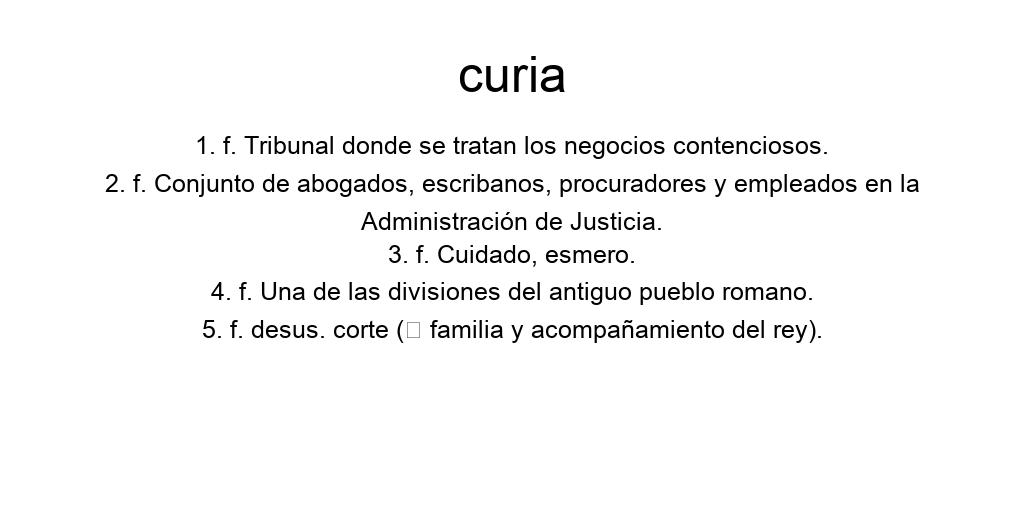 curia
1. f. Tribunal donde se tratan los negocios contenciosos.
2. f. Conjunto de abogados, escribanos, procuradores y empleados en la
Administración de Justicia.
3. f. Cuidado, esmero.
4. f. Una de las divisiones del antiguo pueblo romano.
5. f. desus. corte (□ familia y acompañamiento del rey).